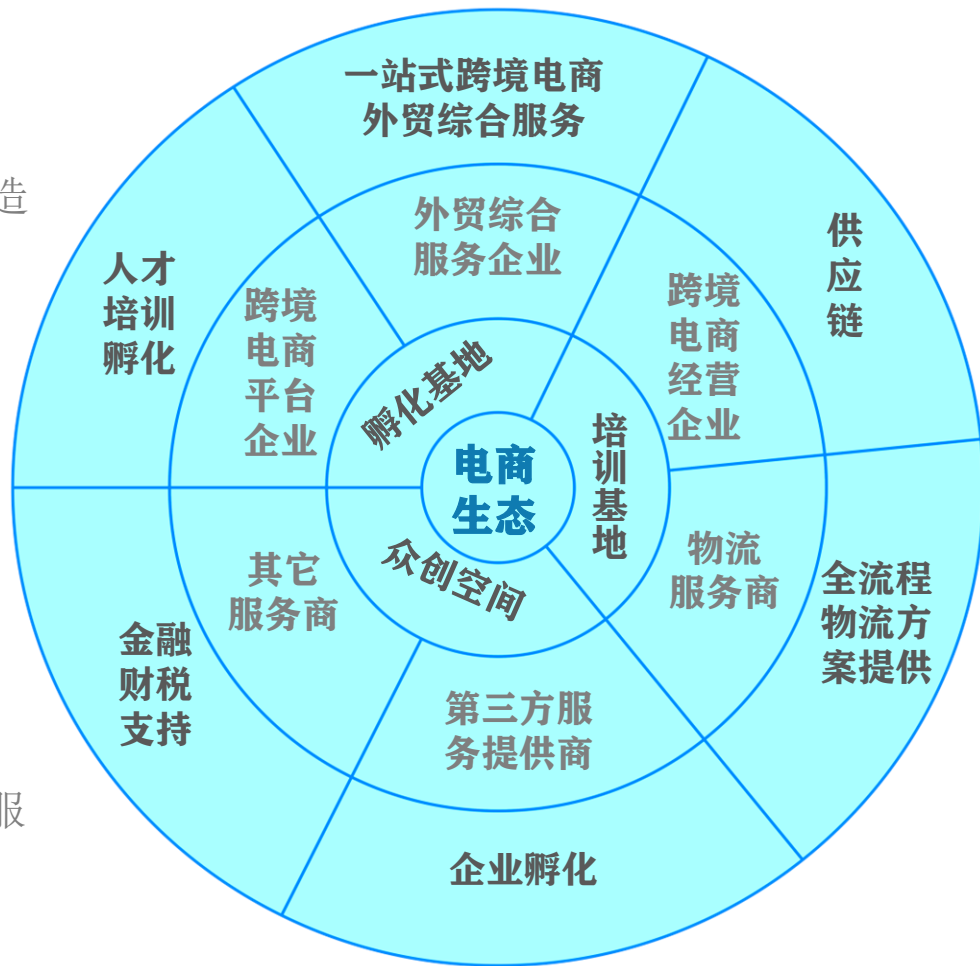 一站式跨境电商
外贸综合服务
造
外贸综合
服务企业
供
应
链
人才
培训
孵化
跨境
电商
平台
企业
跨境
电商
经营
企业
孵化基地
培
训
基
地
电商
生态
众创空间
其它
服务商
物流
服务商
全流程
物流方
案提供
金融
财税
支持
第三方服
务提供商
服
企业孵化